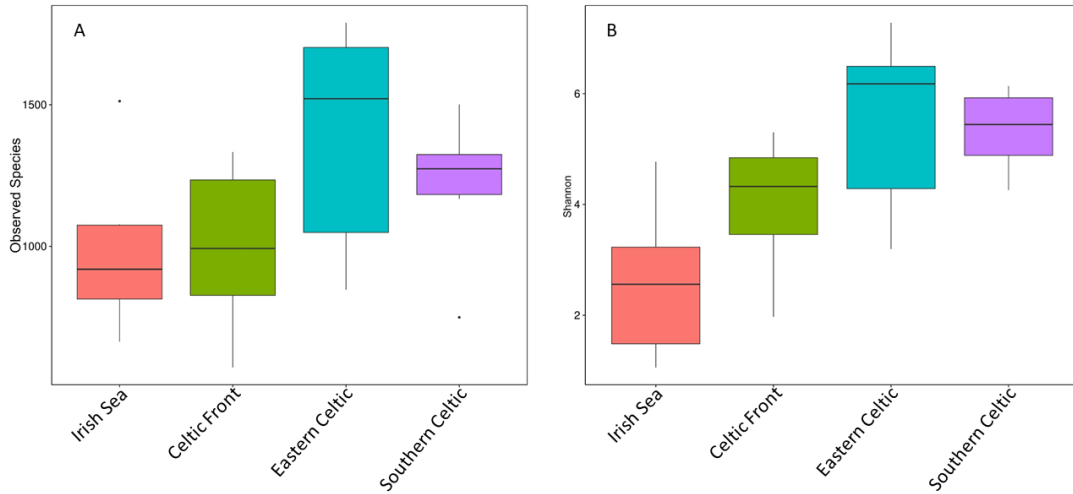 A
Observed Species
1500
1000
Irish Sea
Celtic Front
Eastern Celtic
Southern Celtic
B
Shannon
6
4
2
Irish Sea
Celtic Front
Eastern Celtic
Southern Celtic